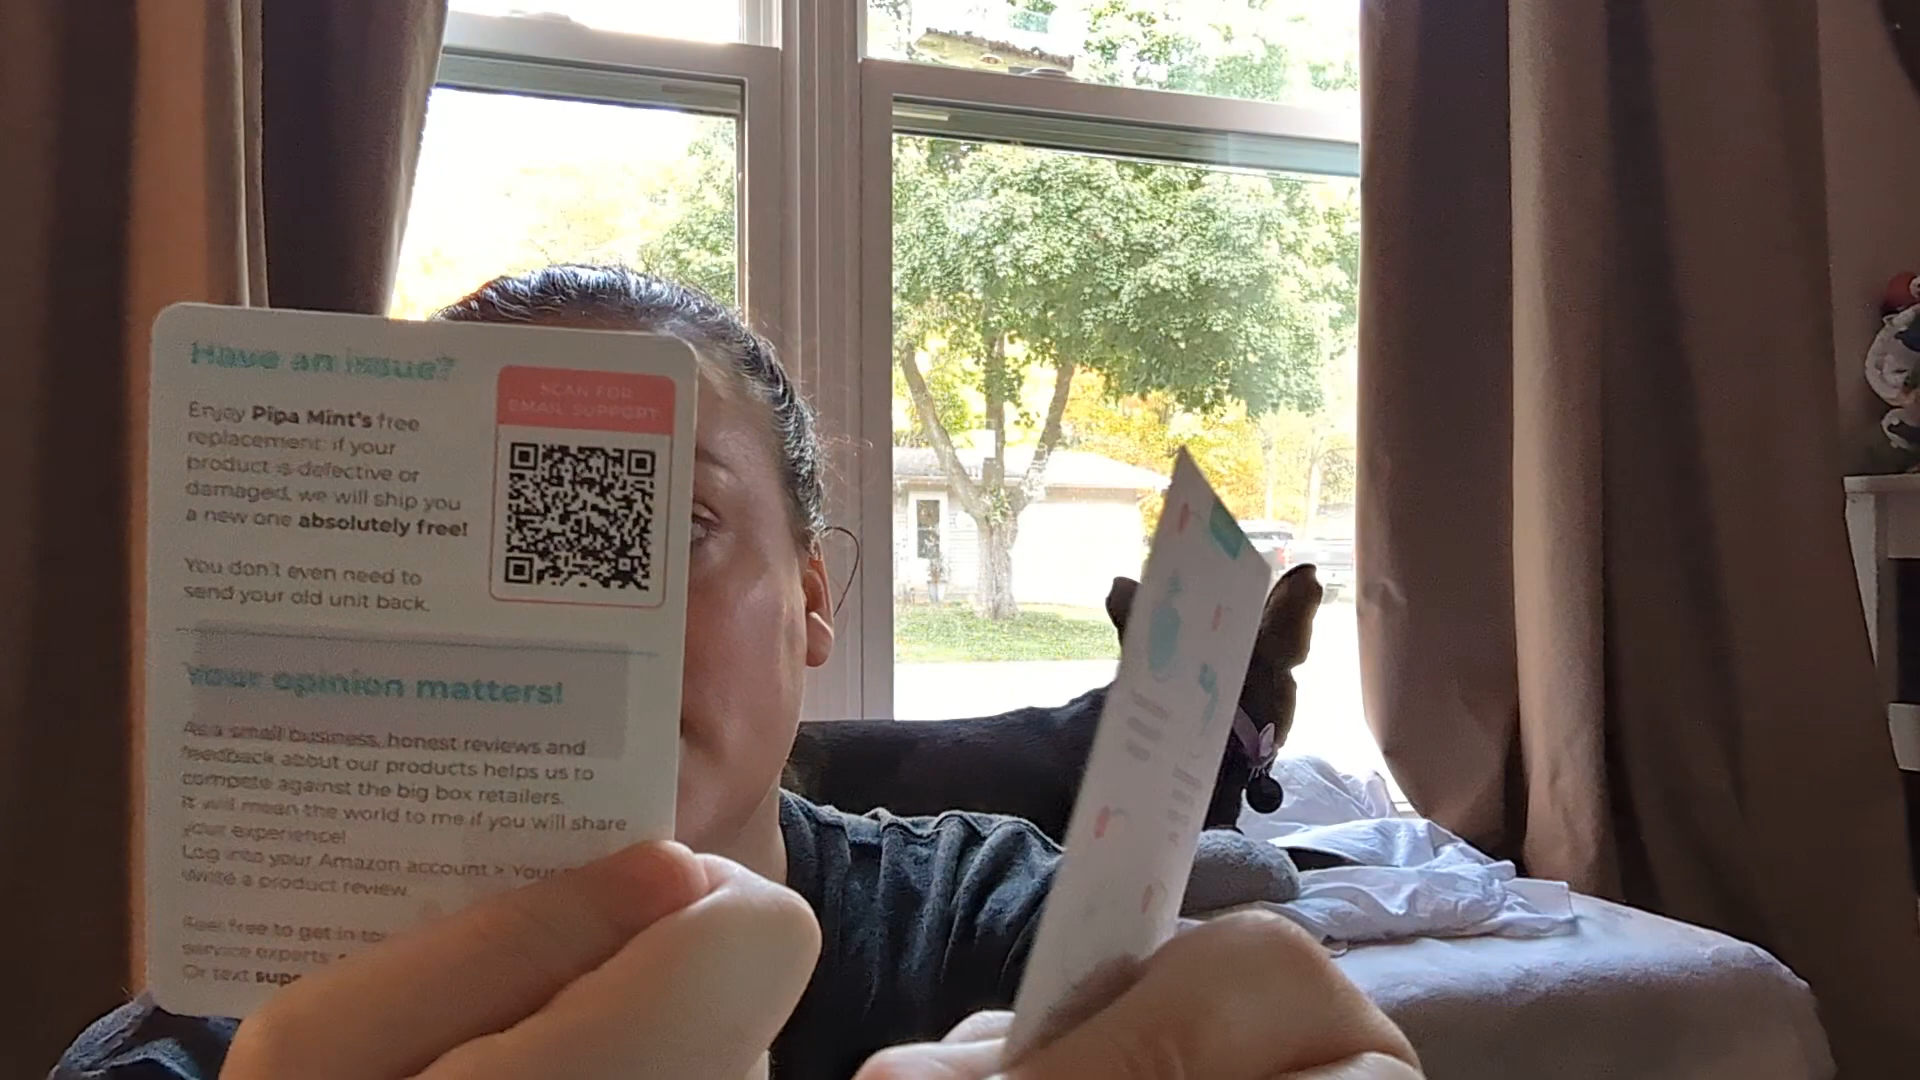 Have an issue?
SCAN FOR
EMAIL SUPPORT
Enjoy Pipa Mint's free
replacement: if your
product is defective or
damaged, we will ship you
a new one absolutely free!
You don't even need to
send your old unit back.
Your opinion matters!
As a small business, honest reviews and
feedback about our products helps us to
compete against the big box retailers.
It will mean the world to me if you will share
your experience!
Log into your Amazon account > Your
Write a product review.
Feel free to get in
service experts:
Or text